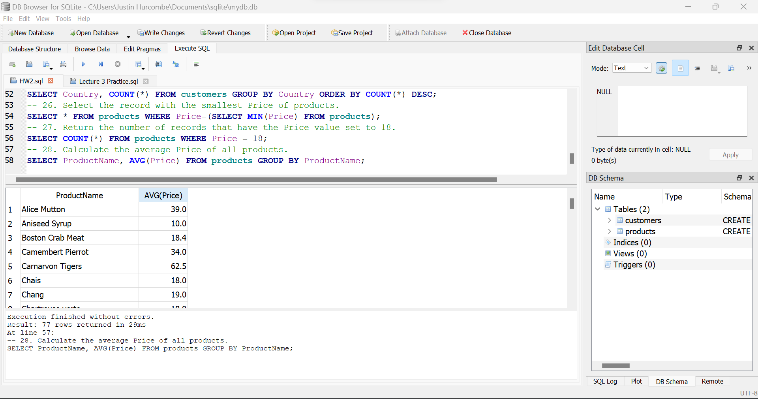 DB Browser for SQLite - C:\Users\Justin Huncombe\Documents\sqlite\mydb.db
File Edit View Tools Help
New Database Open Database Write Changes Revert Changes Open Project Save Project Attach Database Close Database
Database Structure Browse Data Edit Pragmas Execute SQL
HW2.sql Lecture 3 Practice.sql
52 SELECT Country, COUNT(*) FROM customers GROUP BY Country ORDER BY COUNT(*) DESC;
53 -- 26. Select the record with the smallest Price of products.
54 SELECT * FROM products WHERE Price = (SELECT MIN(Price) FROM products);
55 -- 27. Return the number of records that have the Price value set to 18.
56 SELECT COUNT(*) FROM products WHERE Price = 18;
57 -- 28. Calculate the average Price of all products.
58 SELECT ProductName, AVG(Price) FROM products GROUP BY ProductName;
ProductName AVG(Price)
1 Alice Mutton 39.0
2 Aniseed Syrup 10.0
3 Boston Crab Meat 18.4
4 Camembert Pierrot 34.0
5 Carnarvon Tigers 62.5
6 Chais 18.0
7 Chang 19.0
Execution finished without errors.
Result: 77 rows returned in 29ms
At line 57:
-- 28. Calculate the average Price of all products.
SELECT ProductName, AVG(Price) FROM products GROUP BY ProductName;
Edit Database Cell
Mode: Text
NULL
Type of data currently in cell: NULL
0 byte(s)
Apply
DB Schema
Name Type Schema
Tables (2)
customers CREATE
products CREATE
Indices (0)
Views (0)
Triggers (0)
SQL Log Plot DB Schema Remote
UTF-8